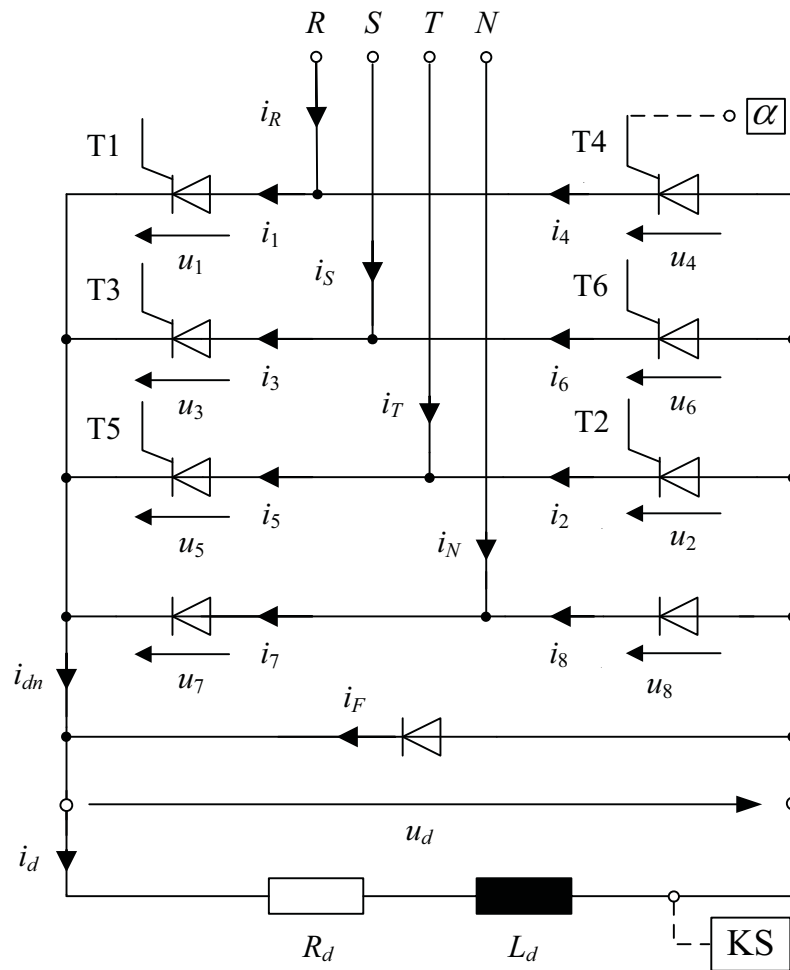 R S T N
i_R
α
T1 T4
i_1 i_4
u_1 u_4
i_S
T3 T6
i_3 i_6
u_3 u_6
i_T
T5 T2
i_5 i_2
u_5 u_2
i_N
i_7 i_8
u_7 u_8
i_dn
i_F
u_d
i_d
R_d L_d KS